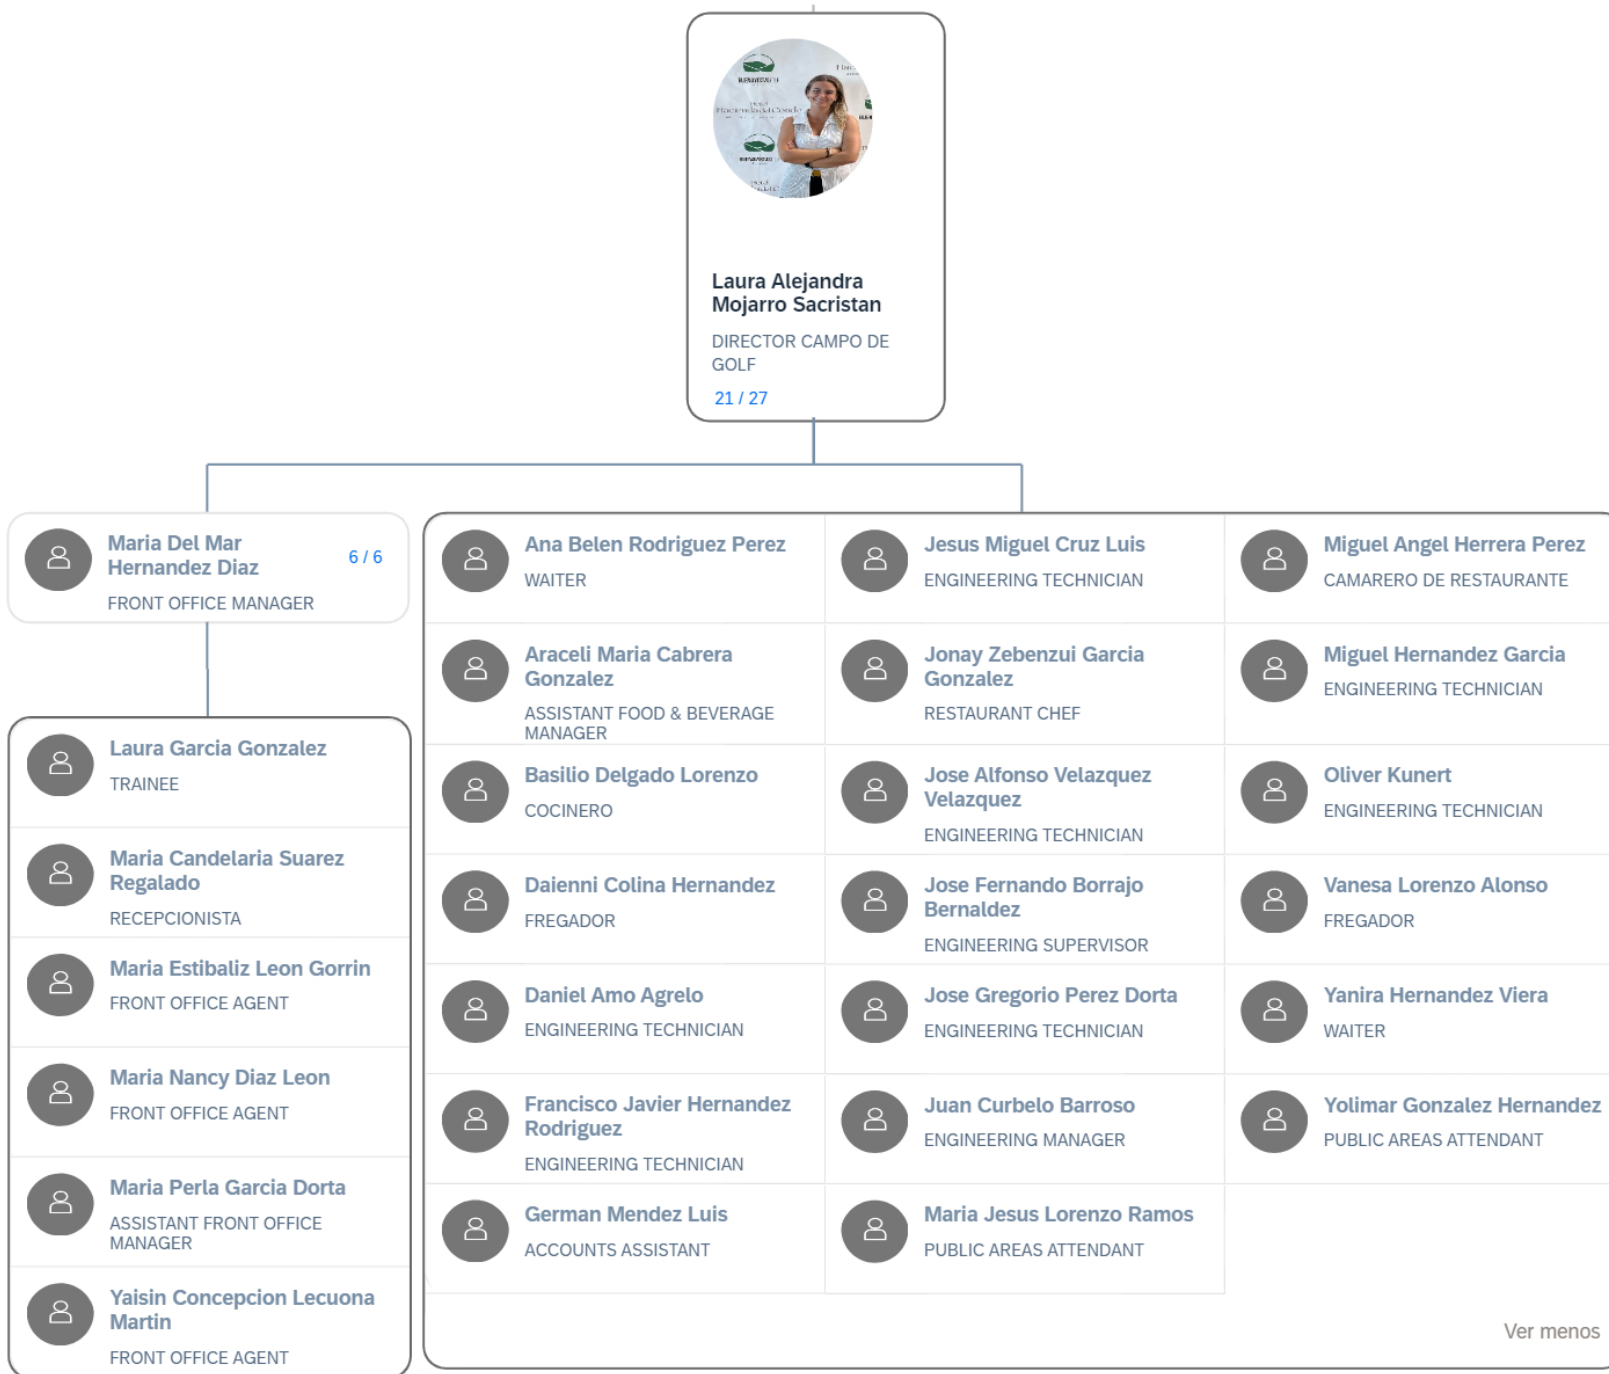 BUENAVISTA GOLF
Hacienda del Conde
Laura Alejandra
Mojarro Sacristan
DIRECTOR CAMPO DE
GOLF
21 / 27
Maria Del Mar
Hernandez Diaz
6 / 6
FRONT OFFICE MANAGER
Laura Garcia Gonzalez
TRAINEE
Maria Candelaria Suarez
Regalado
RECEPCIONISTA
Maria Estibaliz Leon Gorrin
FRONT OFFICE AGENT
Maria Nancy Diaz Leon
FRONT OFFICE AGENT
Maria Perla Garcia Dorta
ASSISTANT FRONT OFFICE
MANAGER
Yaisin Concepcion Lecuona
Martin
FRONT OFFICE AGENT
Ana Belen Rodriguez Perez
WAITER
Araceli Maria Cabrera
Gonzalez
ASSISTANT FOOD & BEVERAGE
MANAGER
Basilio Delgado Lorenzo
COCINERO
Daienni Colina Hernandez
FREGADOR
Daniel Amo Agrelo
ENGINEERING TECHNICIAN
Francisco Javier Hernandez
Rodriguez
ENGINEERING TECHNICIAN
German Mendez Luis
ACCOUNTS ASSISTANT
Jesus Miguel Cruz Luis
ENGINEERING TECHNICIAN
Jonay Zebenzui Garcia
Gonzalez
RESTAURANT CHEF
Jose Alfonso Velazquez
Velazquez
ENGINEERING TECHNICIAN
Jose Fernando Borrajo
Bernaldez
ENGINEERING SUPERVISOR
Jose Gregorio Perez Dorta
ENGINEERING TECHNICIAN
Juan Curbelo Barroso
ENGINEERING MANAGER
Maria Jesus Lorenzo Ramos
PUBLIC AREAS ATTENDANT
Miguel Angel Herrera Perez
CAMARERO DE RESTAURANTE
Miguel Hernandez Garcia
ENGINEERING TECHNICIAN
Oliver Kunert
ENGINEERING TECHNICIAN
Vanesa Lorenzo Alonso
FREGADOR
Yanira Hernandez Viera
WAITER
Yolimar Gonzalez Hernandez
PUBLIC AREAS ATTENDANT
Ver menos